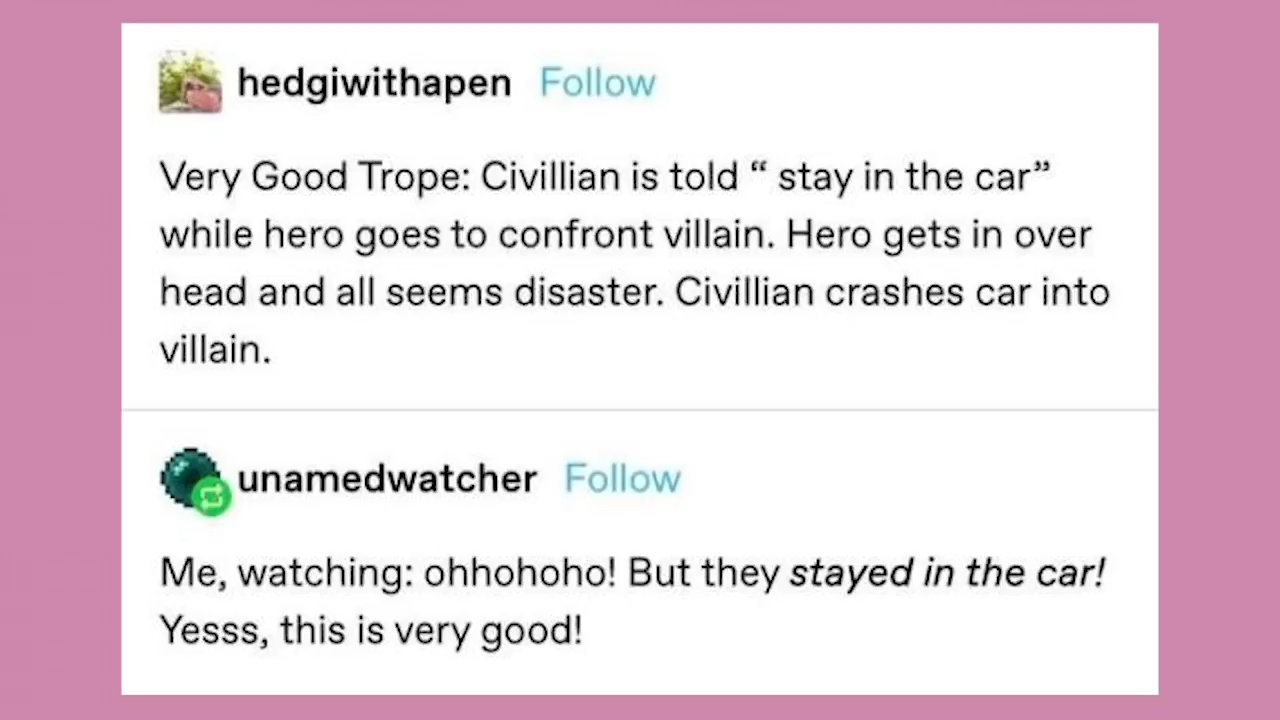 hedgiwithapen Follow
Very Good Trope: Civillian is told “ stay in the car”
while hero goes to confront villain. Hero gets in over
head and all seems disaster. Civillian crashes car into
villain.
unamedwatcher Follow
Me, watching: ohhohoho! But they stayed in the car!
Yesss, this is very good!